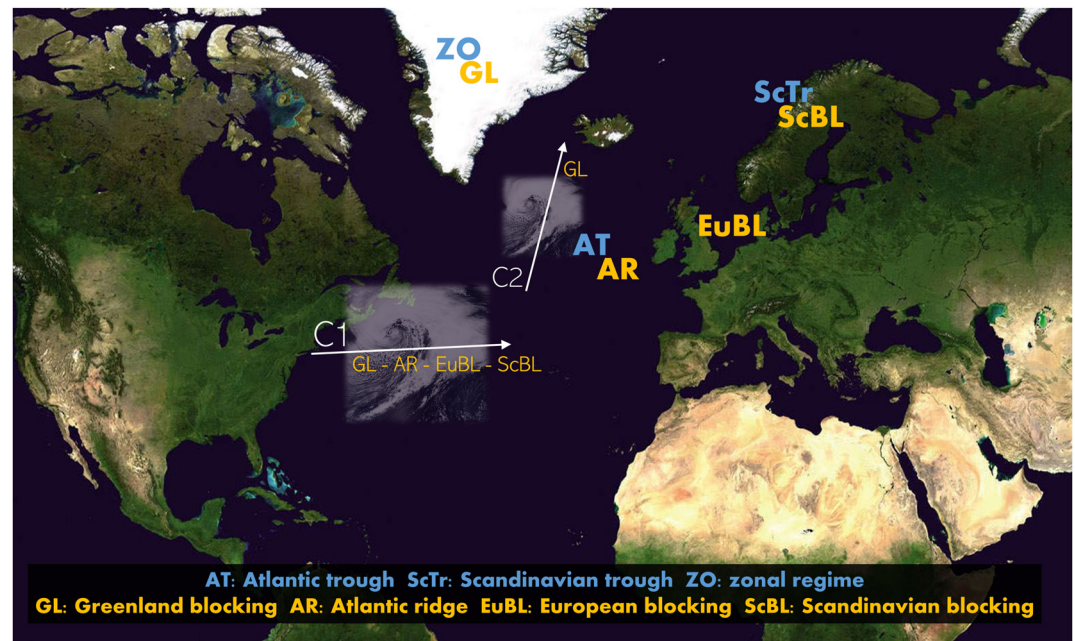 ZO
GL
ScTr
ScBL
GL
EuBL
AT
AR
C2
C1
GL - AR - EuBL - ScBL
AT: Atlantic trough ScTr: Scandinavian trough ZO: zonal regime
GL: Greenland blocking AR: Atlantic ridge EuBL: European blocking ScBL: Scandinavian blocking